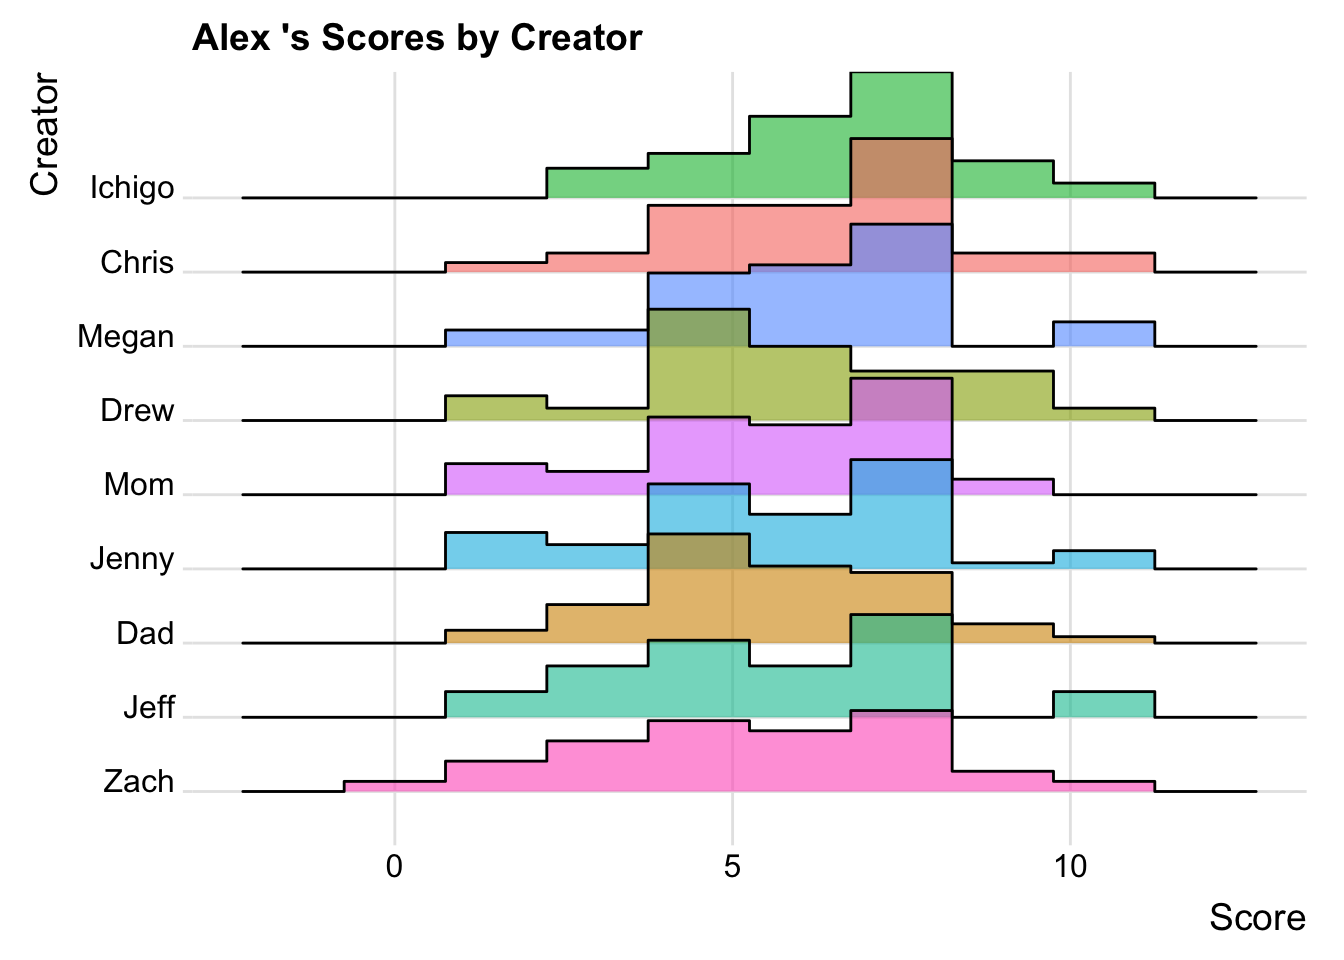 Alex 's Scores by Creator
Creator
Ichigo
Chris
Megan
Drew
Mom
Jenny
Dad
Jeff
Zach
0 5 10
Score